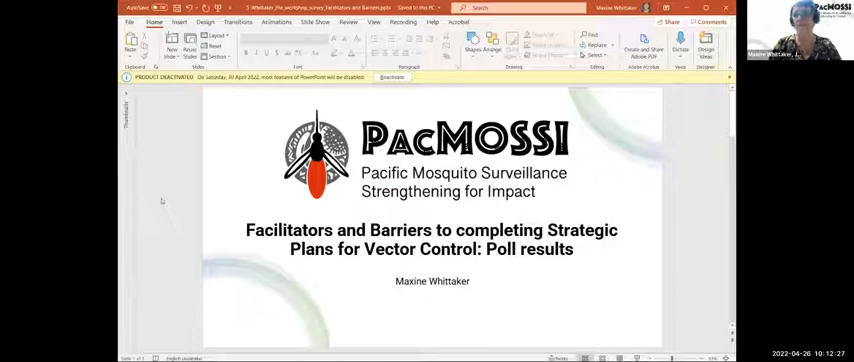 AutoSave
5 Whittaker_Pre_workshop_survey_Facilitators and Barriers.pptx · Saved to this PC
Search
Maxine Whittaker
File Home Insert Design Transitions Animations Slide Show Review View Recording Help Acrobat
Share Comments
Paste
New Slide
Reuse Slides
Layout
Reset
Section
Shapes
Arrange
Find
Replace
Select
Create and Share Adobe PDF
Dictate
Design Ideas
Clipboard Slides Font Paragraph Drawing Editing Adobe Acrobat Voice Designer
PRODUCT DEACTIVATED On Saturday, 30 April 2022, most features of PowerPoint will be disabled. Reactivate
Thumbnails
PACMOSSI
Pacific Mosquito Surveillance
Strengthening for Impact
Facilitators and Barriers to completing Strategic
Plans for Vector Control: Poll results
Maxine Whittaker
Maxine Whittaker, J...
2022-04-26 10:12:27